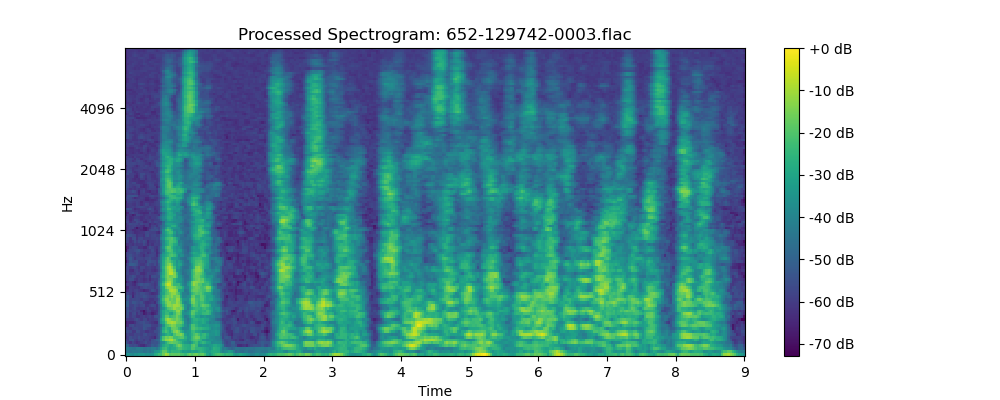 Processed Spectrogram: 652-129742-0003.flac
Hz
4096
2048
1024
512
0
0 1 2 3 4 5 6 7 8 9
Time
+0 dB
-10 dB
-20 dB
-30 dB
-40 dB
-50 dB
-60 dB
-70 dB